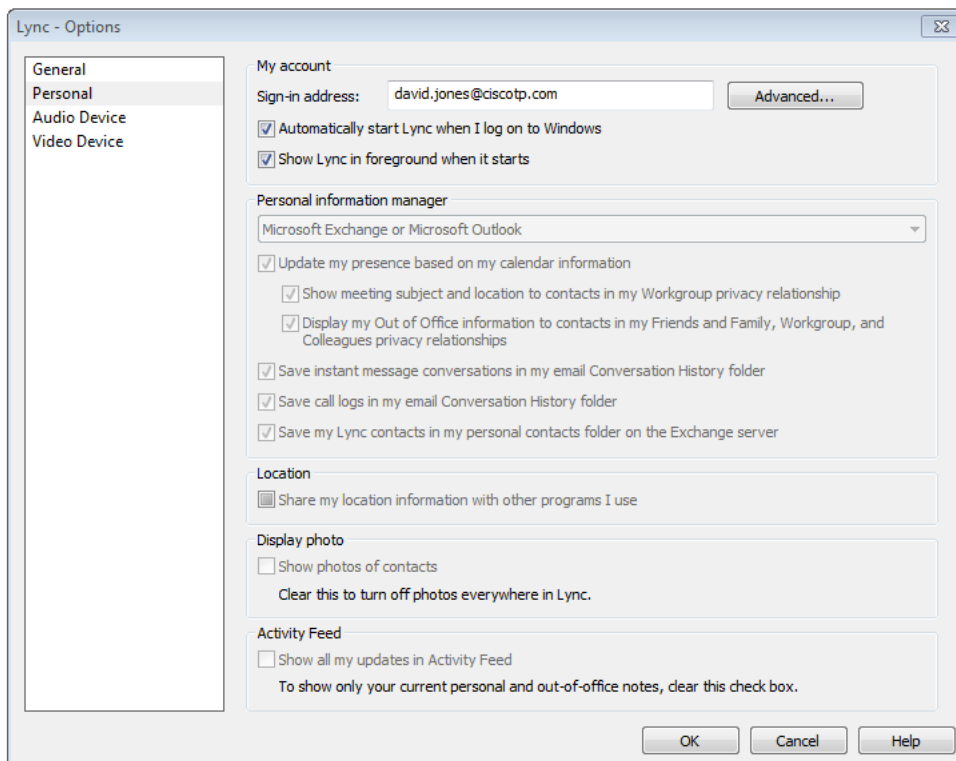 Lync - Options
General
Personal
Audio Device
Video Device
My account
Sign-in address: david.jones@ciscotp.com Advanced...
Automatically start Lync when I log on to Windows
Show Lync in foreground when it starts
Personal information manager
Microsoft Exchange or Microsoft Outlook
Update my presence based on my calendar information
Show meeting subject and location to contacts in my Workgroup privacy relationship
Display my Out of Office information to contacts in my Friends and Family, Workgroup, and
Colleagues privacy relationships
Save instant message conversations in my email Conversation History folder
Save call logs in my email Conversation History folder
Save my Lync contacts in my personal contacts folder on the Exchange server
Location
Share my location information with other programs I use
Display photo
Show photos of contacts
Clear this to turn off photos everywhere in Lync.
Activity Feed
Show all my updates in Activity Feed
To show only your current personal and out-of-office notes, clear this check box.
OK Cancel Help